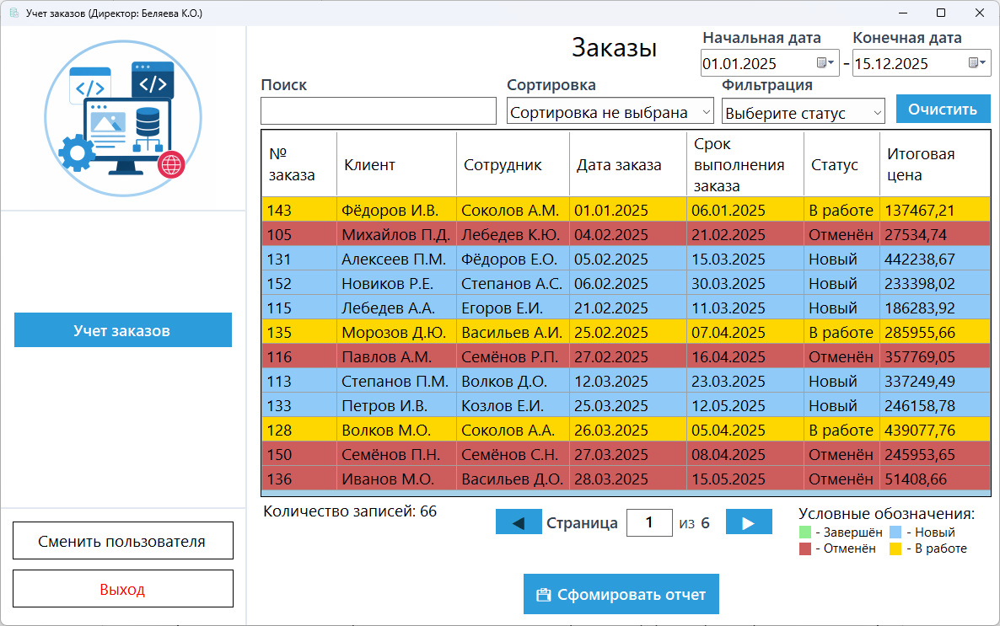 Учет заказов (Директор: Беляева К.О.)
</>
</>
Заказы
Начальная дата
Конечная дата
01.01.2025
-
15.12.2025
Поиск
Сортировка
Фильтрация
Сортировка не выбрана
Выберите статус
Очистить
№ заказа Клиент Сотрудник Дата заказа Срок выполнения заказа Статус Итоговая цена
143 Фёдоров И.В. Соколов А.М. 01.01.2025 06.01.2025 В работе 137467,21
105 Михайлов П.Д. Лебедев К.Ю. 04.02.2025 21.02.2025 Отменён 27534,74
131 Алексеев П.М. Фёдоров Е.О. 05.02.2025 15.03.2025 Новый 442238,67
152 Новиков Р.Е. Степанов А.С. 06.02.2025 30.03.2025 Новый 233398,02
115 Лебедев А.А. Егоров Е.И. 21.02.2025 11.03.2025 Новый 186283,92
135 Морозов Д.Ю. Васильев А.И. 25.02.2025 07.04.2025 В работе 285955,66
116 Павлов А.М. Семёнов Р.П. 27.02.2025 16.04.2025 Отменён 357769,05
113 Степанов П.М. Волков Д.О. 12.03.2025 23.03.2025 Новый 337249,49
133 Петров И.В. Козлов Е.И. 25.03.2025 12.05.2025 Новый 246158,78
128 Волков М.О. Соколов А.А. 26.03.2025 05.04.2025 В работе 439077,76
150 Семёнов П.Н. Семёнов С.Н. 27.03.2025 08.04.2025 Отменён 245953,65
136 Иванов М.О. Васильев Д.О. 28.03.2025 15.05.2025 Отменён 51408,66
Учет заказов
Сменить пользователя
Выход
Количество записей: 66
Страница 1 из 6
Условные обозначения:
- Завершён - Новый
- Отменён - В работе
Сфомировать отчет